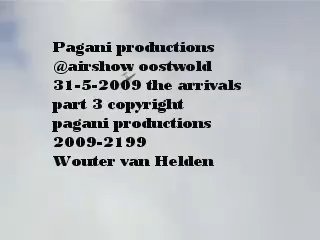 Pagani productions
@airshow oostwold
31-5-2009 the arrivals
part 3 copyright
pagani productions
2009-2199
Wouter van Helden